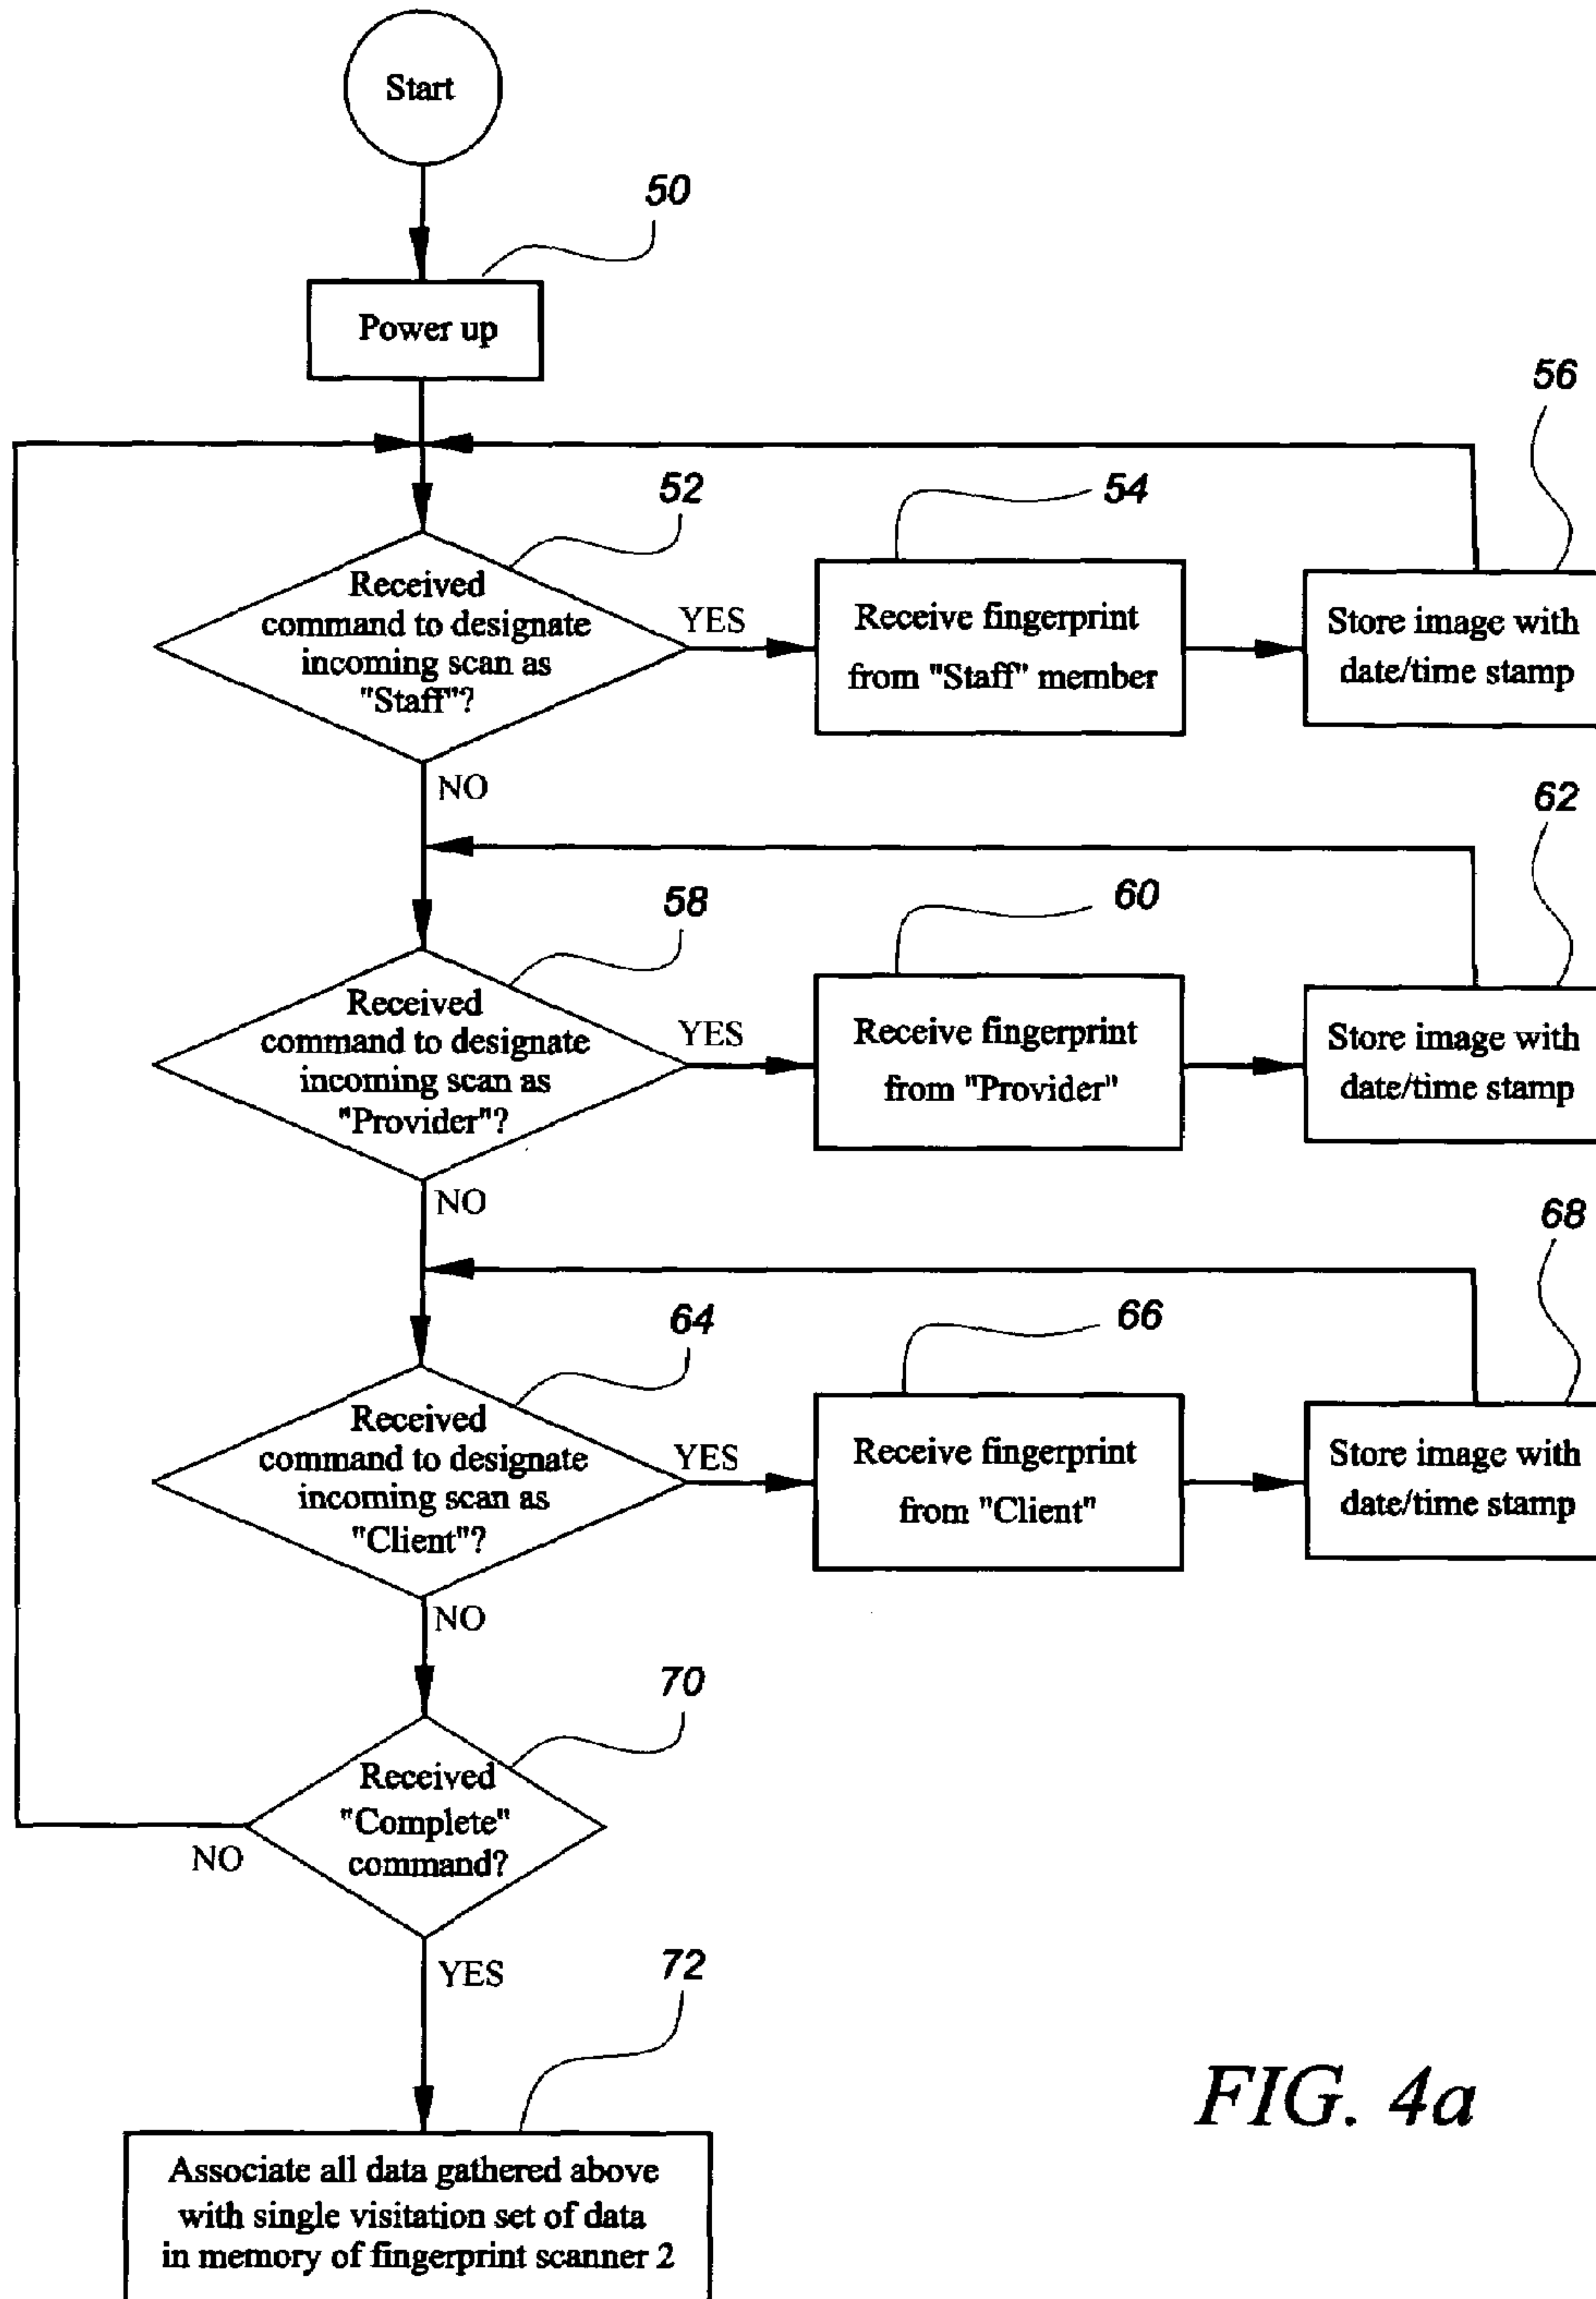 Start
50
Power up
56
52
54
Received
command to designate
incoming scan as
"Staff"?
YES
Receive fingerprint
from "Staff" member
Store image with
date/time stamp
NO
62
58
60
Received
command to designate
incoming scan as
"Provider"?
YES
Receive fingerprint
from "Provider"
Store image with
date/time stamp
NO
68
64
66
Received
command to designate
incoming scan as
"Client"?
YES
Receive fingerprint
from "Client"
Store image with
date/time stamp
NO
70
Received
"Complete"
command?
NO
YES
72
Associate all data gathered above
with single visitation set of data
in memory of fingerprint scanner 2
FIG. 4a